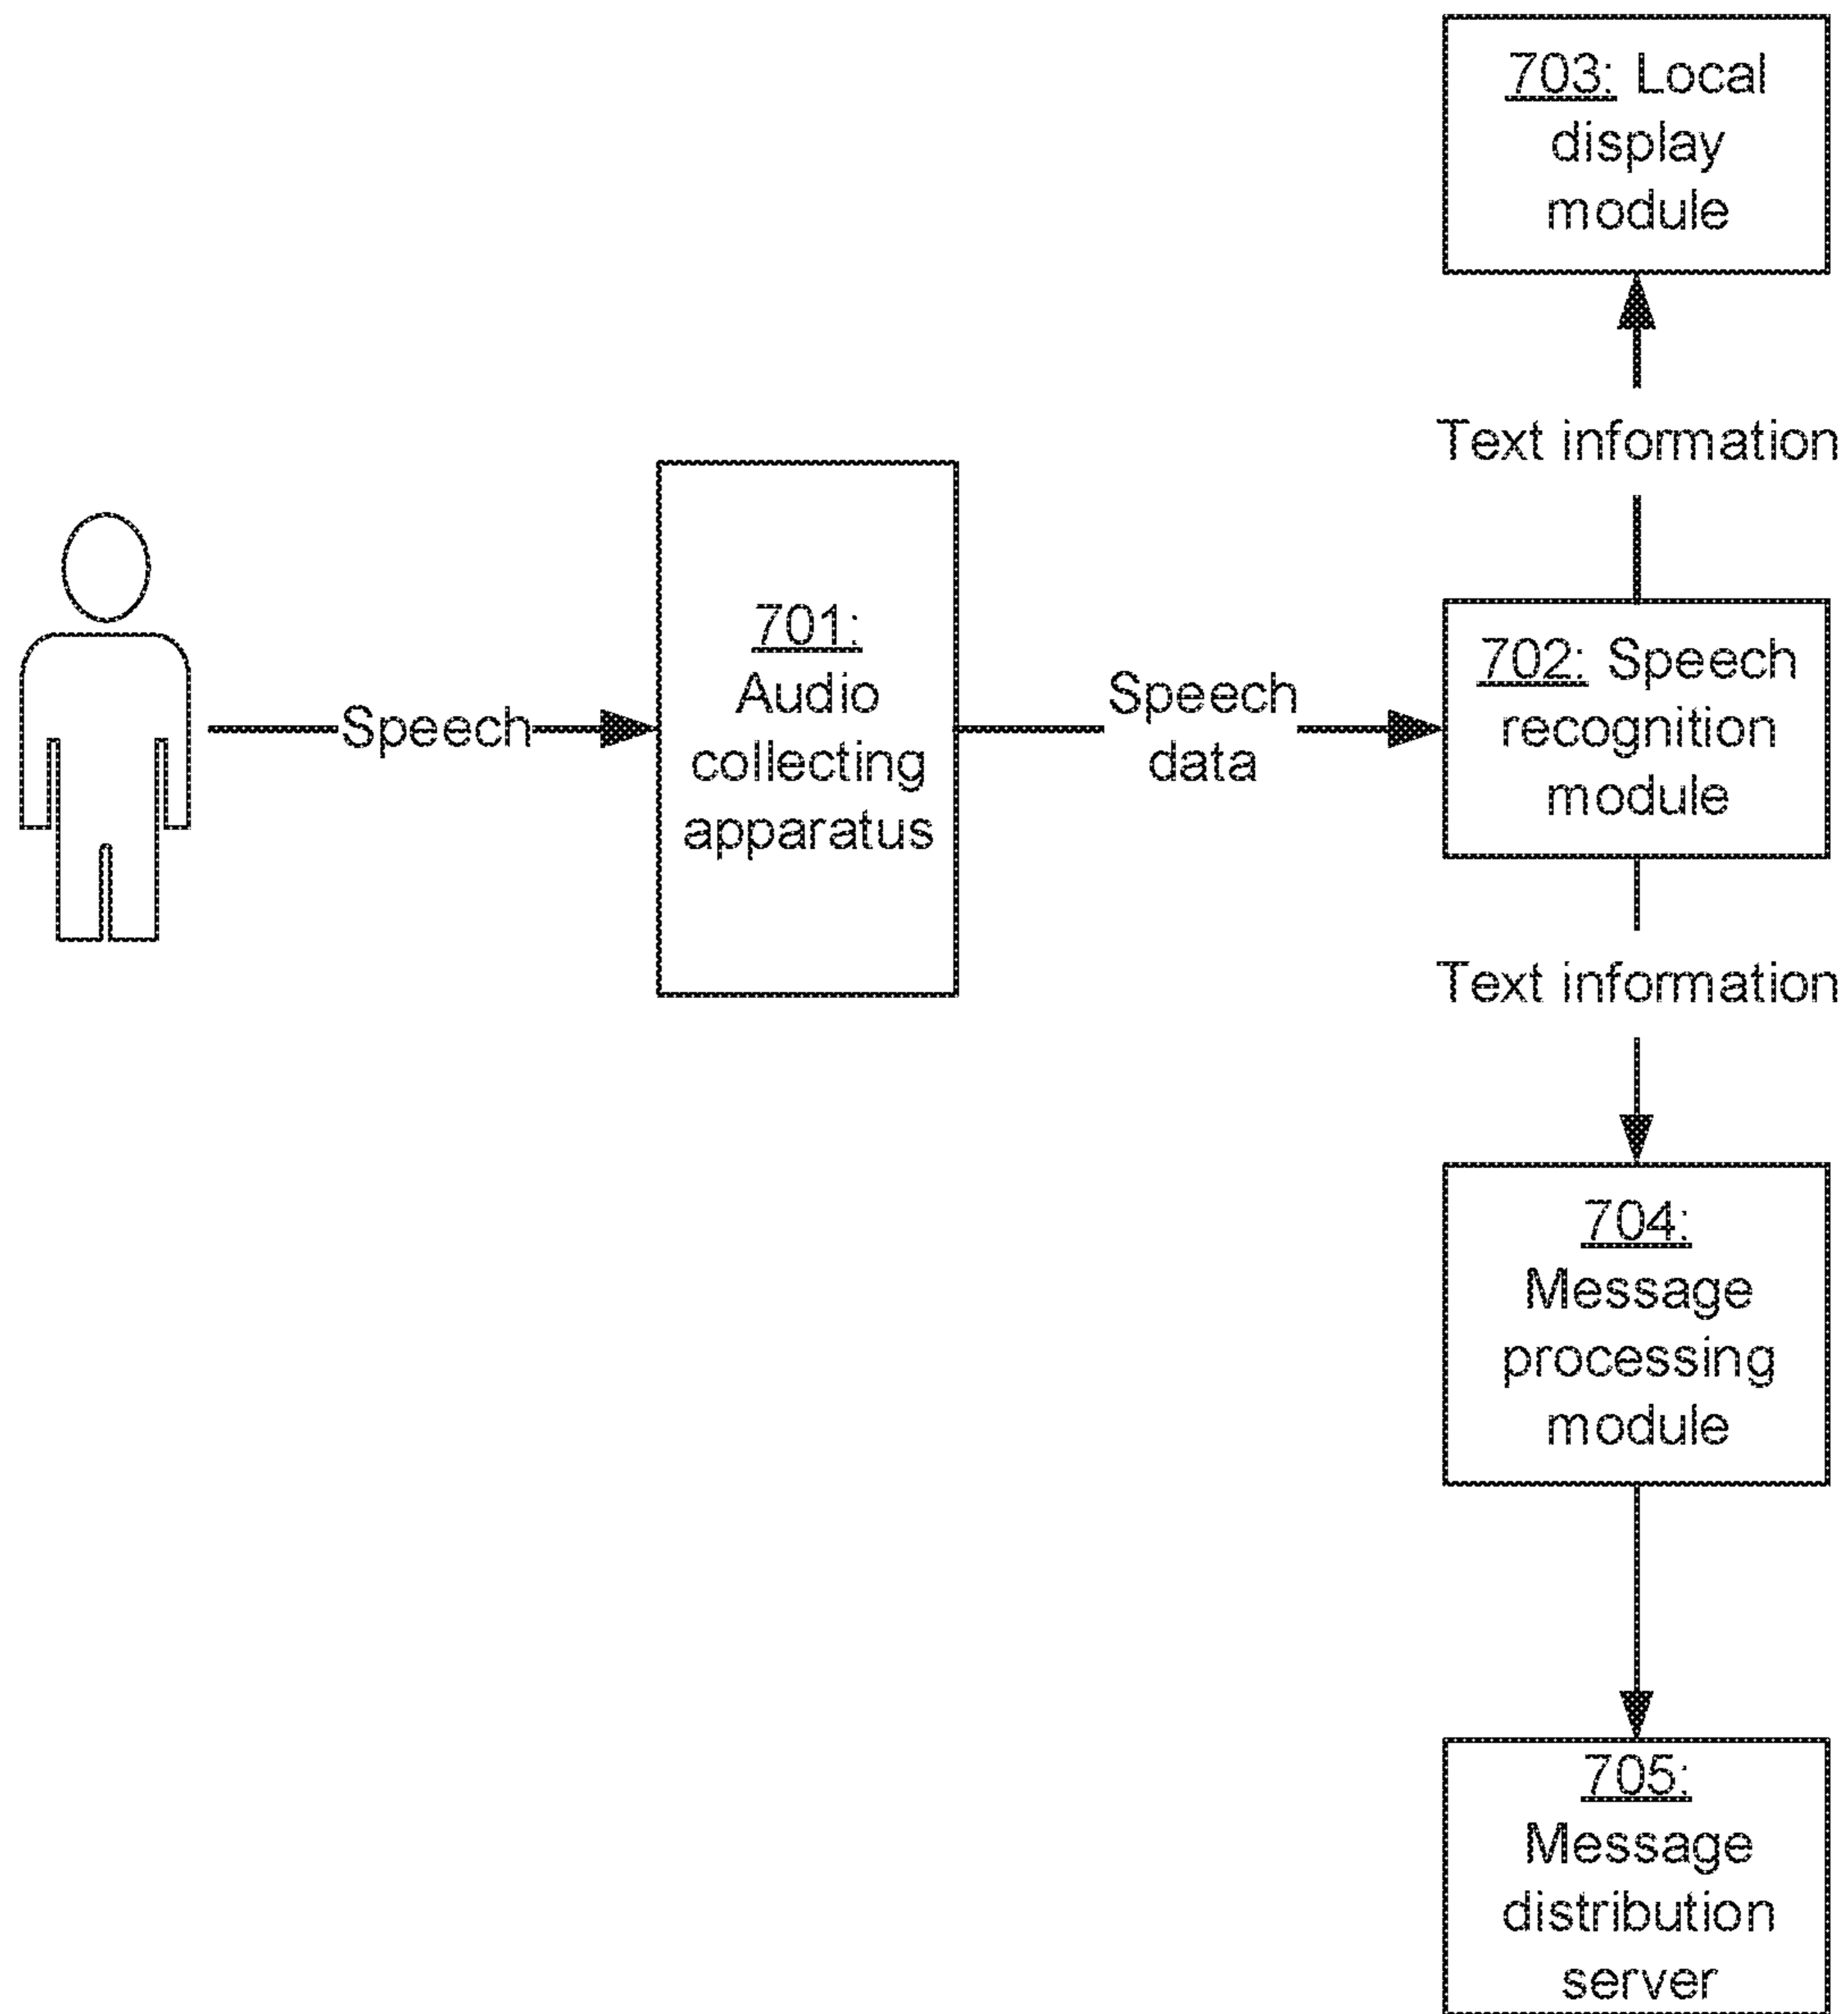 703: Local
display
module
Text information
Speech
701:
Audio
collecting
apparatus
Speech
data
702: Speech
recognition
module
Text information
704:
Message
processing
module
705:
Message
distribution
server